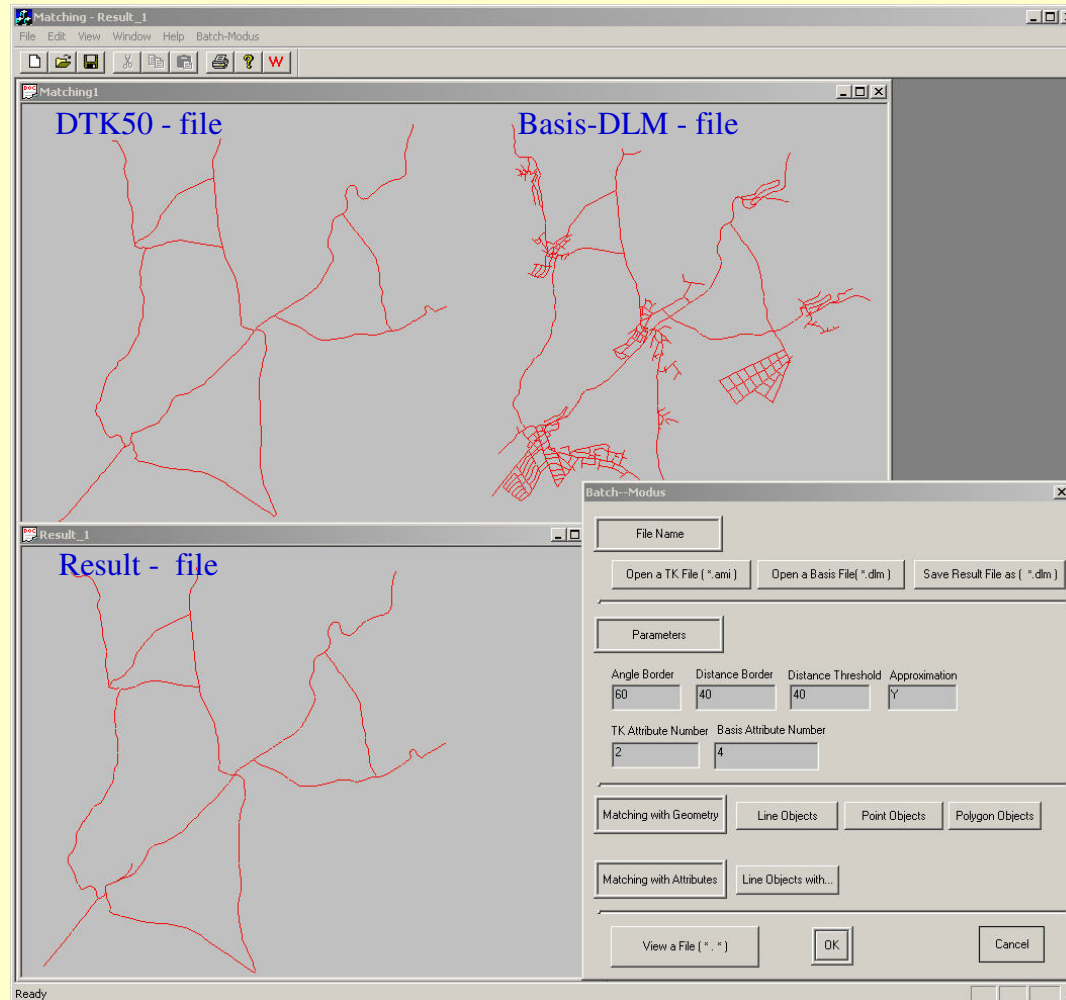 Matching - Result_1
File Edit View Window Help Batch-Modus
W
Matching1
DTK50 - file
Basis-DLM - file
Result_1
Result - file
Batch--Modus
File Name
Open a TK File ( *.ami )
Open a Basis File( *.dlm )
Save Result File as ( *.dlm )
Parameters
Angle Border Distance Border Distance Threshold Approximation
60 40 40 Y
TK Attribute Number Basis Attribute Number
2 4
Matching with Geometry Line Objects Point Objects Polygon Objects
Matching with Attributes Line Objects with...
View a File ( * . * ) OK Cancel
Ready